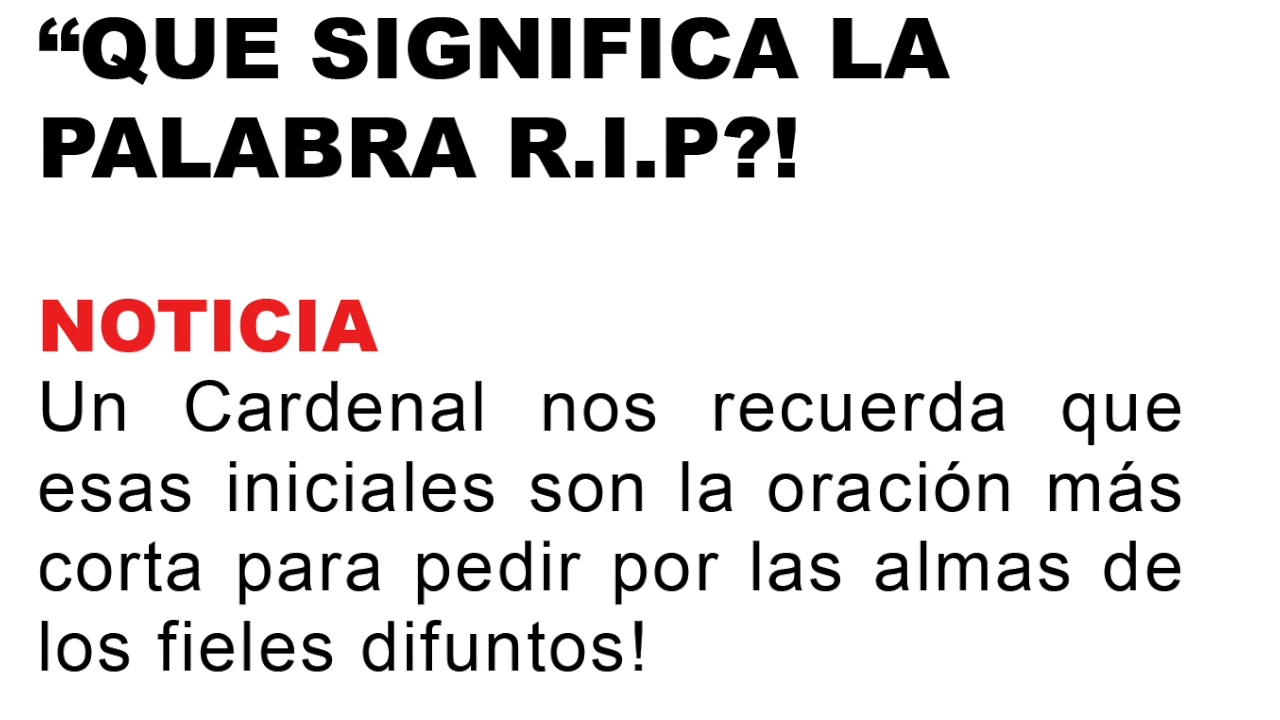 “QUE SIGNIFICA LA
PALABRA R.I.P?!
NOTICIA
Un Cardenal nos recuerda que
esas iniciales son la oración más
corta para pedir por las almas de
los fieles difuntos!